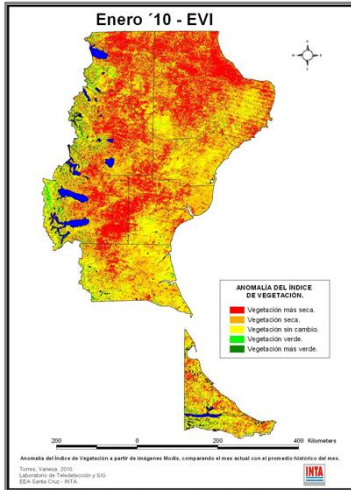 Enero ´10 - EVI
ANOMALÍA DEL ÍNDICE
DE VEGETACIÓN.
Vegetación más seca.
Vegetación seca.
Vegetación sin cambio.
Vegetación verde.
Vegetación más verde.
200 0 200 400 Kilometers
Anomalía del Índice de Vegetación a partir de imágenes Modis, comparando el mes actual con el promedio histórico del mes.
Torres, Vanesa 2010
Laboratorio de Teledetección y SIG
EEA Santa Cruz - INTA
INTA